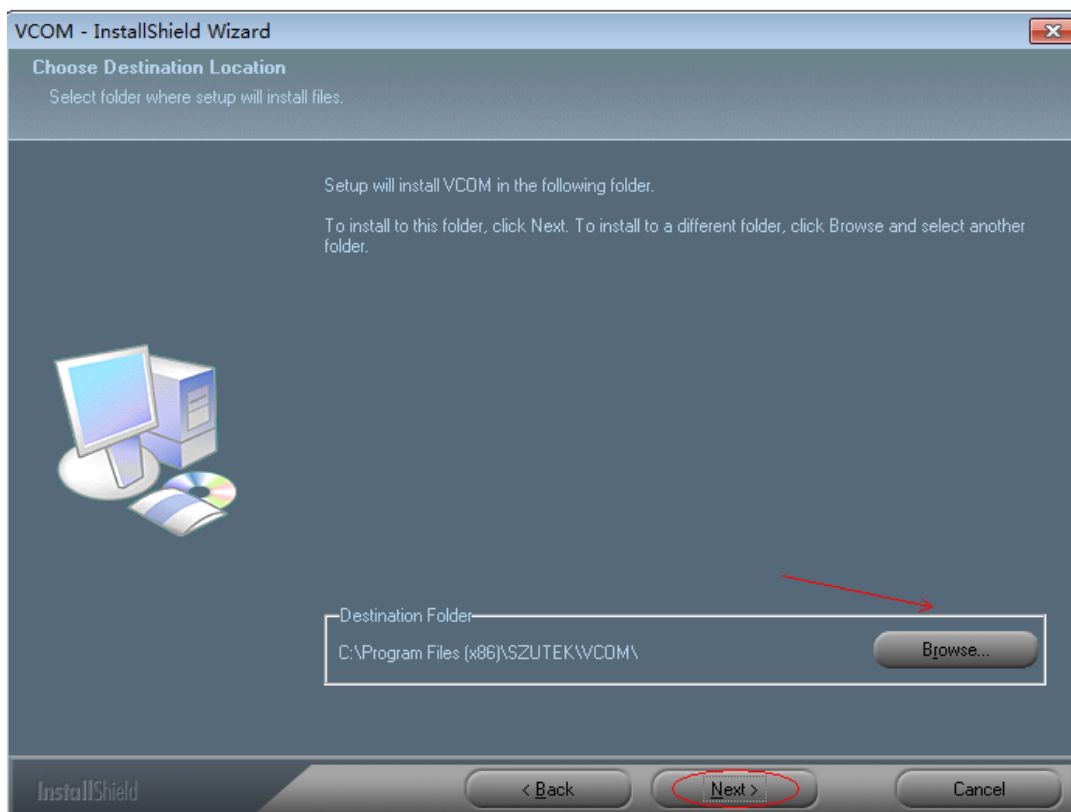 VCOM - InstallShield Wizard
Choose Destination Location
Select folder where setup will install files.
Setup will install VCOM in the following folder.
To install to this folder, click Next. To install to a different folder, click Browse and select another
folder.
Destination Folder
C:\Program Files (x86)\SZUTEK\VCOM\
Browse...
InstallShield
< Back
Next >
Cancel